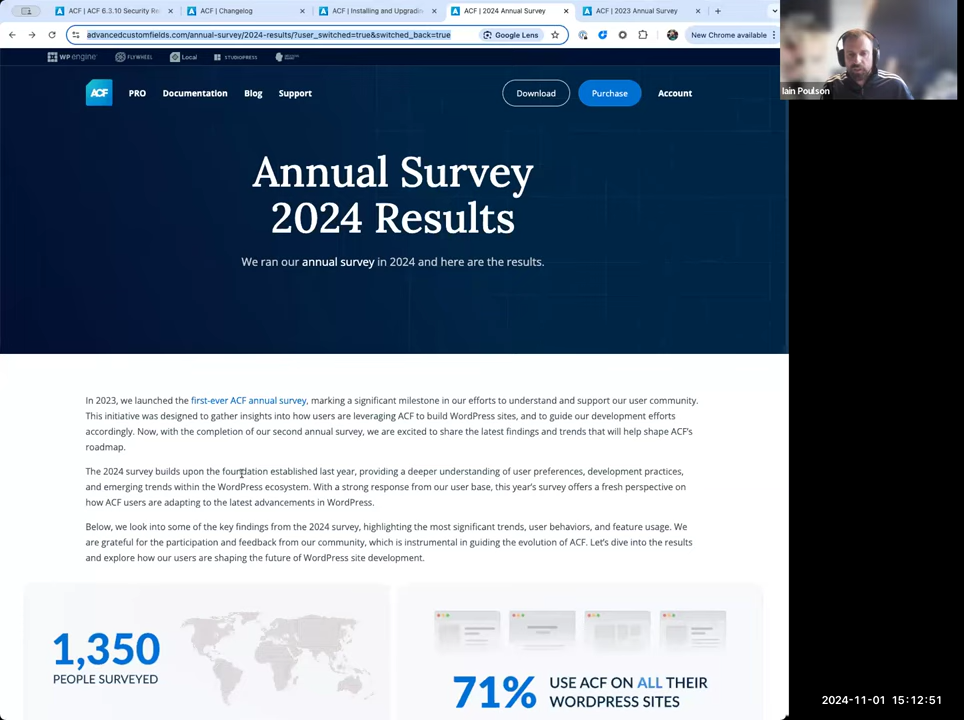 ACF | ACF 6.3.10 Security Re
ACF | Changelog
ACF | Installing and Upgradin
ACF | 2024 Annual Survey
ACF | 2023 Annual Survey
advancedcustomfields.com/annual-survey/2024-results/?user_switched=true&switched_back=true
Google Lens
New Chrome available
WP engine
FLYWHEEL
Local
STUDIOPRESS
Iain Poulson
ACF
PRO
Documentation
Blog
Support
Download
Purchase
Account
Annual Survey
2024 Results
We ran our annual survey in 2024 and here are the results.
In 2023, we launched the first-ever ACF annual survey, marking a significant milestone in our efforts to understand and support our user community.
This initiative was designed to gather insights into how users are leveraging ACF to build WordPress sites, and to guide our development efforts
accordingly. Now, with the completion of our second annual survey, we are excited to share the latest findings and trends that will help shape ACF's
roadmap.
The 2024 survey builds upon the foundation established last year, providing a deeper understanding of user preferences, development practices,
and emerging trends within the WordPress ecosystem. With a strong response from our user base, this year's survey offers a fresh perspective on
how ACF users are adapting to the latest advancements in WordPress.
Below, we look into some of the key findings from the 2024 survey, highlighting the most significant trends, user behaviors, and feature usage. We
are grateful for the participation and feedback from our community, which is instrumental in guiding the evolution of ACF. Let's dive into the results
and explore how our users are shaping the future of WordPress site development.
1,350
PEOPLE SURVEYED
71%
USE ACF ON ALL THEIR
WORDPRESS SITES
2024-11-01 15:12:51